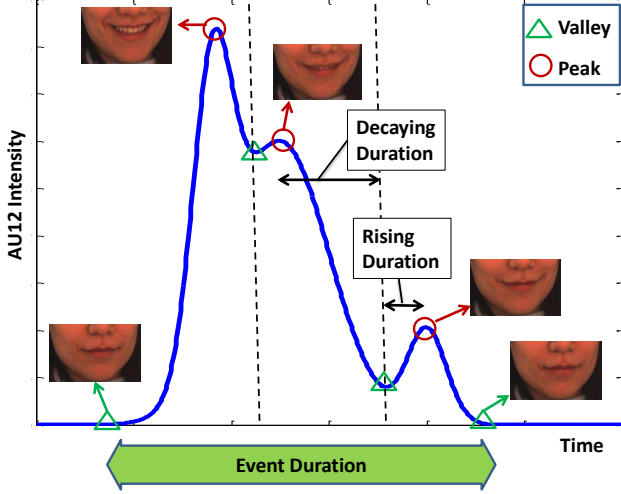 Valley
Peak
Decaying
Duration
AU12 Intensity
Rising
Duration
Time
Event Duration